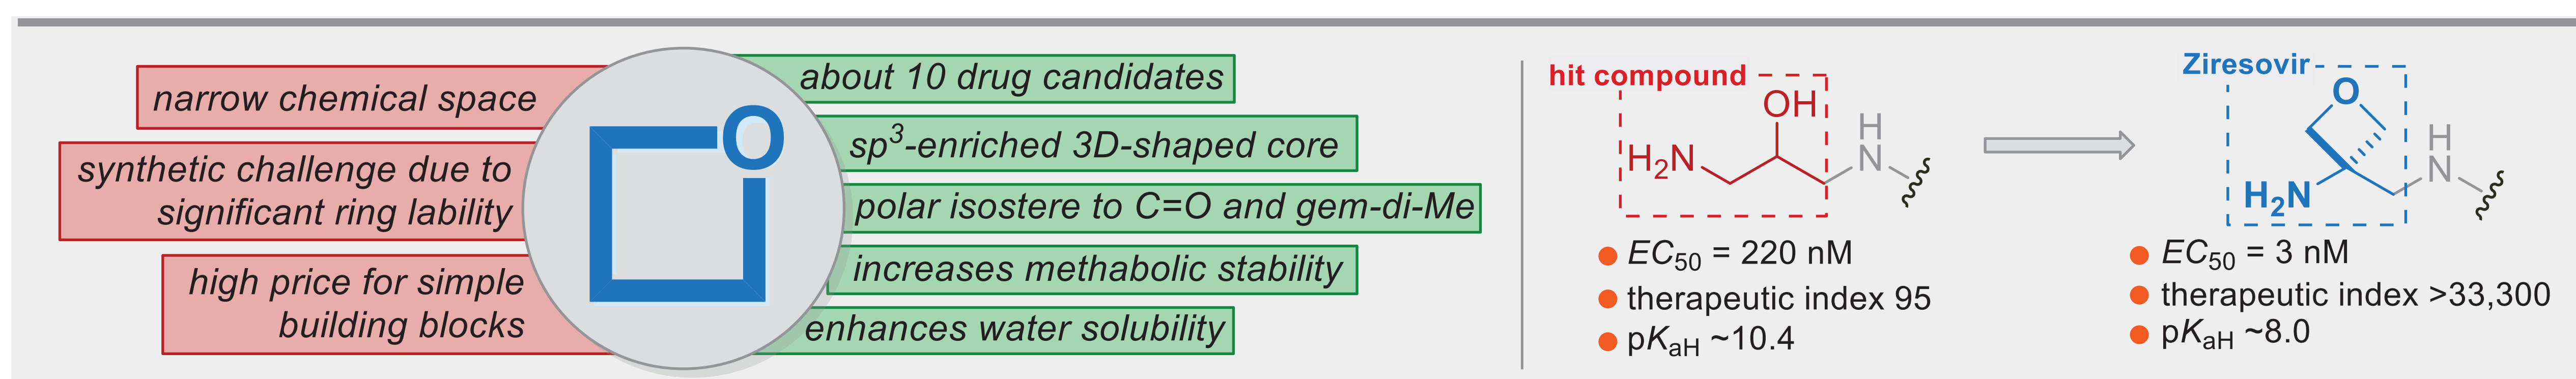 narrow chemical space
synthetic challenge due to
significant ring lability
high price for simple
building blocks
O
about 10 drug candidates
sp3-enriched 3D-shaped core
polar isostere to C=O and gem-di-Me
increases methabolic stability
enhances water solubility
hit compound
OH
H2N
H
N
EC50 = 220 nM
therapeutic index 95
pKaH ~10.4
Ziresovir
O
H2N
H
N
EC50 = 3 nM
therapeutic index >33,300
pKaH ~8.0